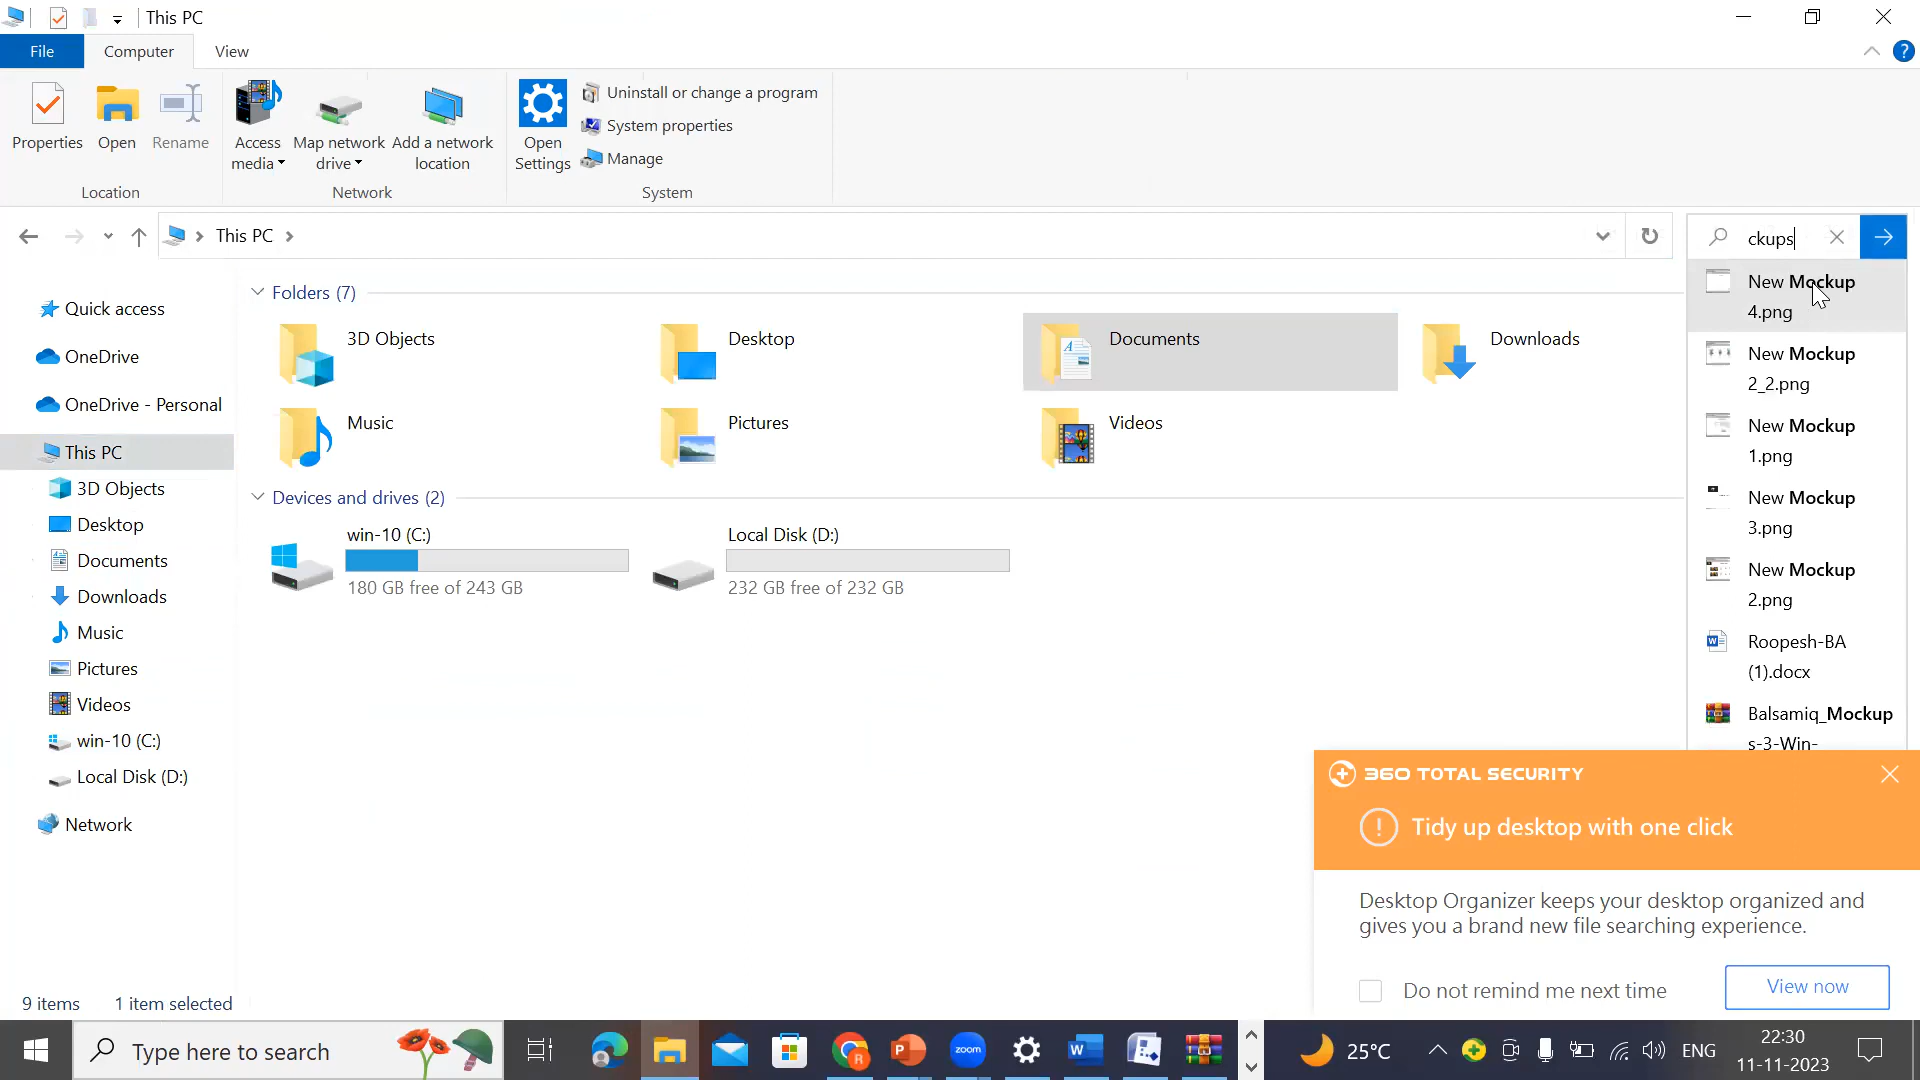 This PC
File
Computer
View
Properties
Open
Rename
Access
media
Map network
drive
Add a network
location
Open
Settings
Uninstall or change a program
System properties
Manage
Location
Network
System
This PC
ckups
Quick access
OneDrive
OneDrive - Personal
This PC
3D Objects
Desktop
Documents
Downloads
Music
Pictures
Videos
win-10 (C:)
Local Disk (D:)
Network
Folders (7)
3D Objects
Desktop
Documents
Downloads
Music
Pictures
Videos
Devices and drives (2)
win-10 (C:)
180 GB free of 243 GB
Local Disk (D:)
232 GB free of 232 GB
New Mockup
4.png
New Mockup
2_2.png
New Mockup
1.png
New Mockup
3.png
New Mockup
2.png
Roopesh-BA
(1).docx
Balsamiq_Mockup
s-3-Win-
360 TOTAL SECURITY
Tidy up desktop with one click
Desktop Organizer keeps your desktop organized and
gives you a brand new file searching experience.
Do not remind me next time
View now
9 items
1 item selected
Type here to search
zoom
25°C
ENG
22:30
11-11-2023